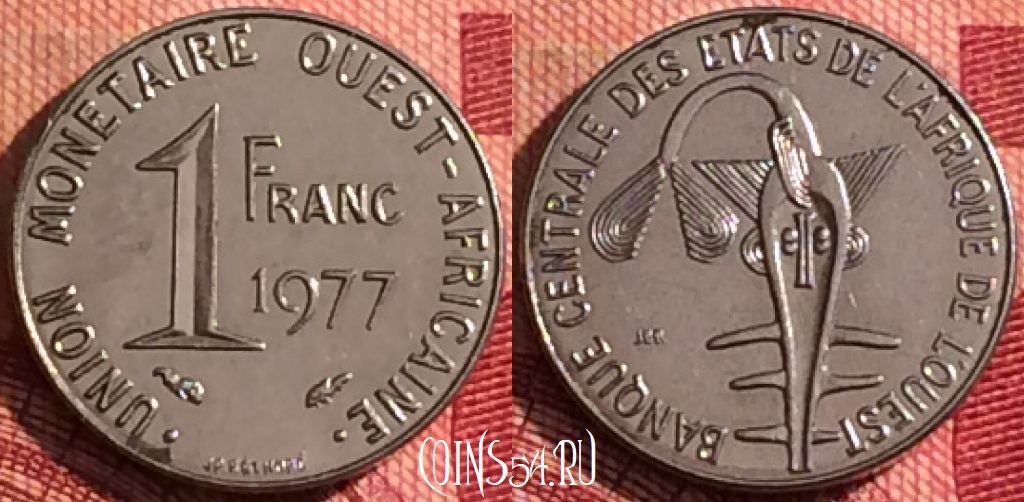 UNION MONETAIRE OUEST-AFRICAINE
1
FRANC
1977
BANQUE CENTRALE DES ETATS DE L'AFRIQUE DE L'OUEST
COINS54.RU